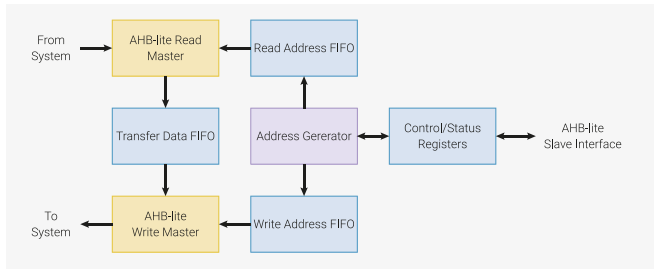 From
System
AHB-lite Read
Master
Read Address FIFO
Transfer Data FIFO
Address Gererator
Control/Status
Registers
AHB-lite
Slave Interface
To
System
AHB-lite
Write Master
Write Address FIFO